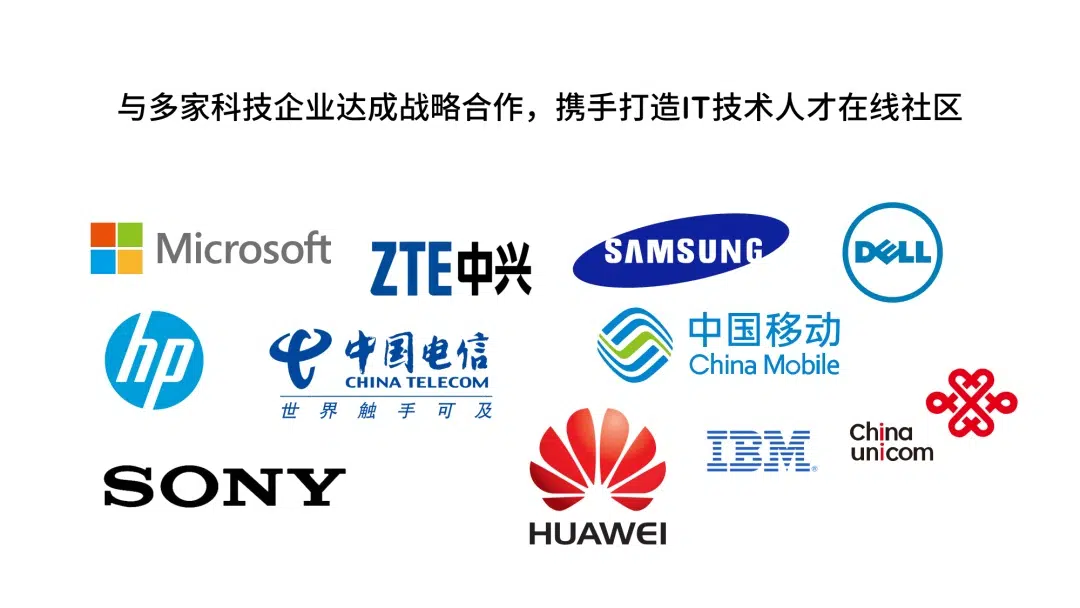 与多家科技企业达成战略合作，携手打造IT技术人才在线社区
Microsoft
ZTE中兴
SAMSUNG
DELL
hp
中国电信
CHINA TELECOM
世界触手可及
中国移动
China Mobile
SONY
HUAWEI
IBM®
China
unicom